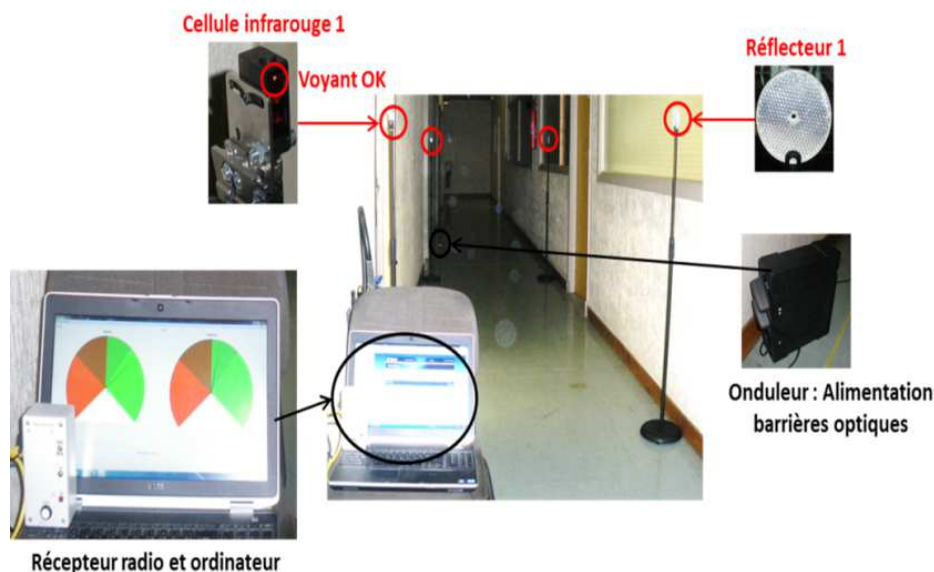 Cellule infrarouge 1
Voyant OK
Réflecteur 1
Onduleur : Alimentation
barrières optiques
Récepteur radio et ordinateur